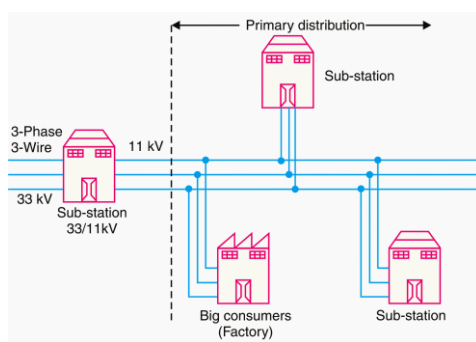 Primary distribution
Sub-station
3-Phase
3-Wire
11 kV
33 kV
Sub-station
33/11kV
Big consumers
(Factory)
Sub-station